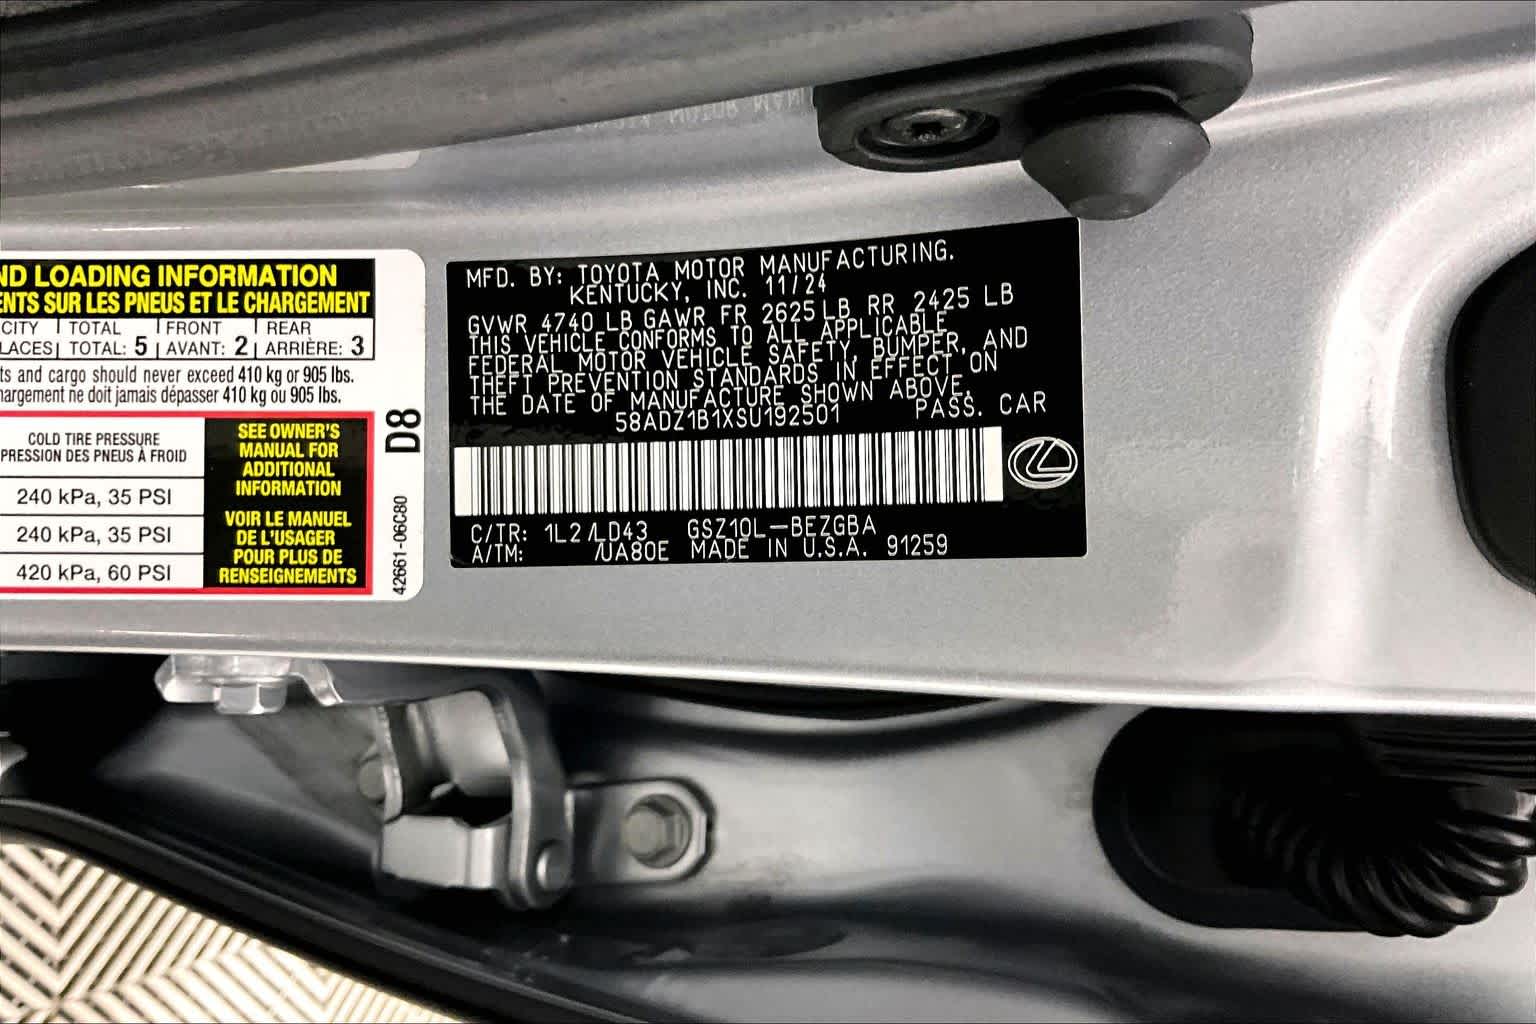 ND LOADING INFORMATION
ENTS SUR LES PNEUS ET LE CHARGEMENT
CITY TOTAL FRONT REAR
LACES TOTAL: 5 AVANT: 2 ARRIÈRE: 3
ts and cargo should never exceed 410 kg or 905 lbs.
hargement ne doit jamais dépasser 410 kg ou 905 lbs.
COLD TIRE PRESSURE
PRESSION DES PNEUS À FROID
240 kPa, 35 PSI
240 kPa, 35 PSI
420 kPa, 60 PSI
SEE OWNER'S
MANUAL FOR
ADDITIONAL
INFORMATION
VOIR LE MANUEL
DE L'USAGER
POUR PLUS DE
RENSEIGNEMENTS
D8
42661-06C80
MFD. BY: TOYOTA MOTOR MANUFACTURING.
KENTUCKY, INC. 11/24
GVWR 4740 LB GAWR FR 2625 LB RR 2425 LB
THIS VEHICLE CONFORMS TO ALL APPLICABLE
FEDERAL MOTOR VEHICLE SAFETY, BUMPER, AND
THEFT PREVENTION STANDARDS IN EFFECT ON
THE DATE OF MANUFACTURE SHOWN ABOVE.
58ADZ1B1XSU192501 PASS. CAR
C/TR: 1L2/LD43 GSZ10L-BEZGBA
A/TM: /UA80E MADE IN U.S.A. 91259